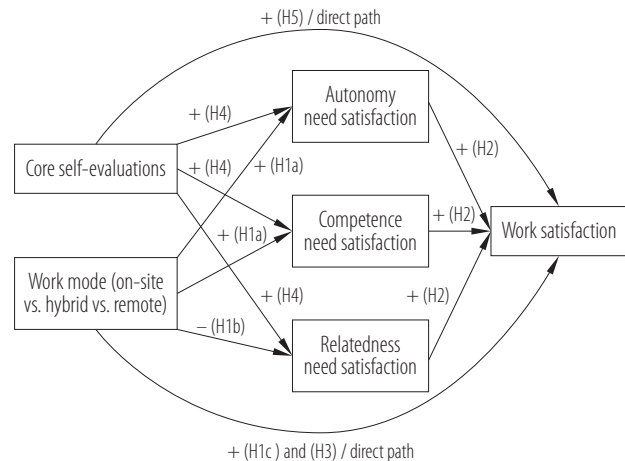 + (H5) / direct path
Autonomy
need satisfaction
+ (H4)
+ (H2)
Core self-evaluations
+ (H4)
+ (H1a)
Competence
need satisfaction
+ (H2)
Work satisfaction
+ (H1a)
Work mode (on-site
vs. hybrid vs. remote)
+ (H4)
+ (H2)
– (H1b)
Relatedness
need satisfaction
+ (H1c ) and (H3) / direct path